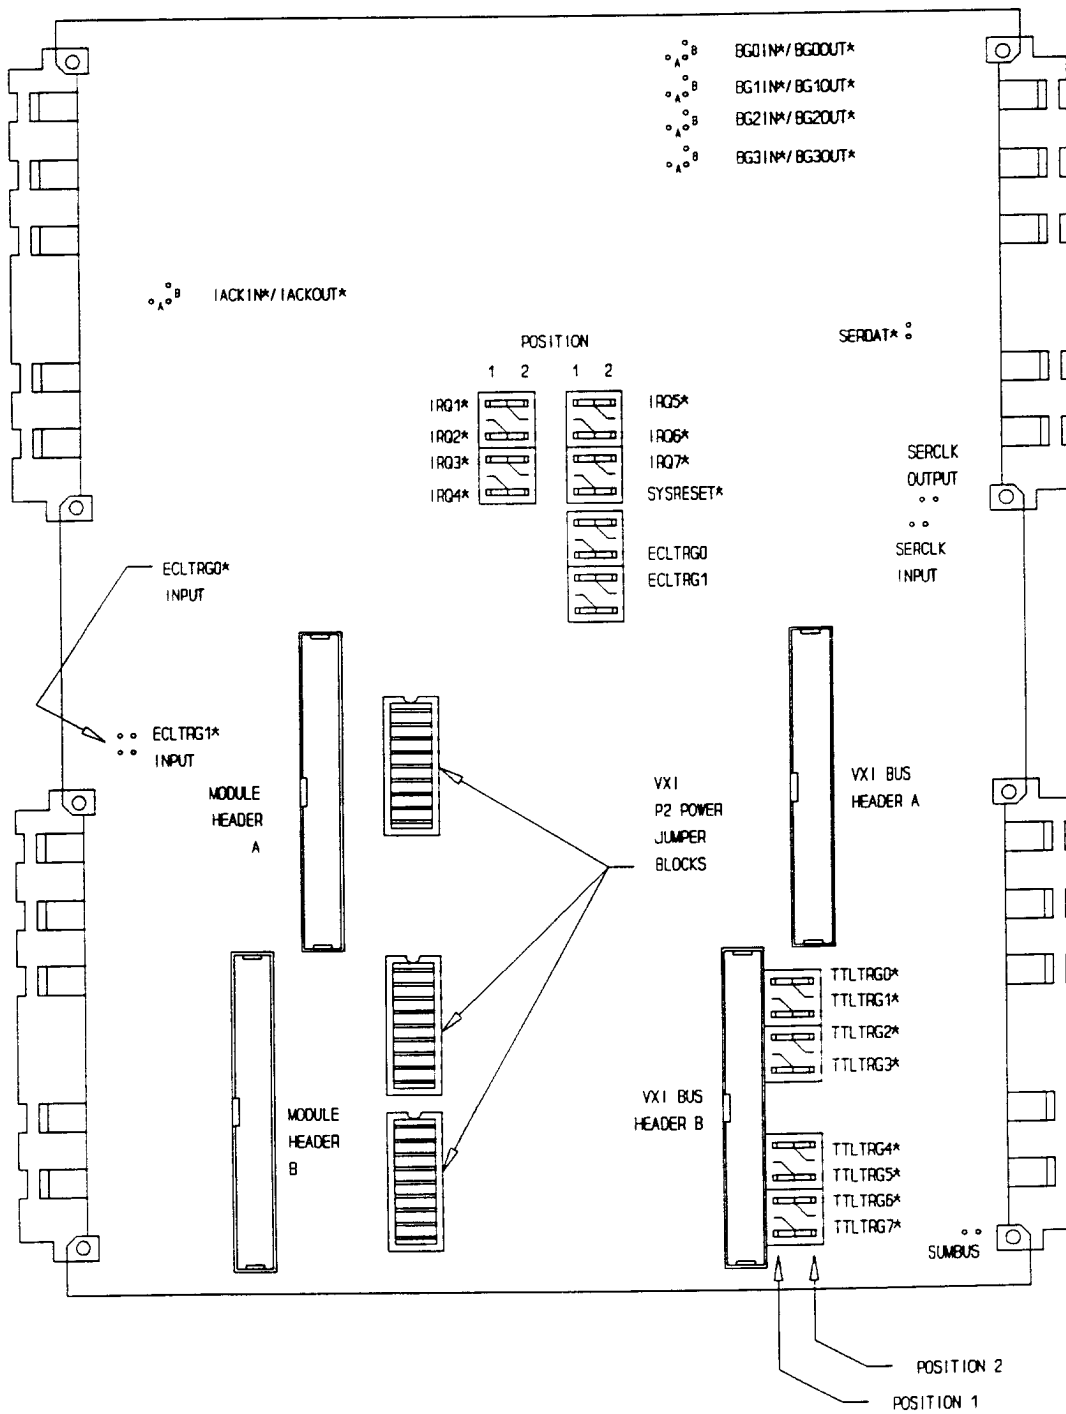 B
A
BG0IN*/BG0OUT*
B
A
BG1IN*/BG1OUT*
B
A
BG2IN*/BG2OUT*
B
A
BG3IN*/BG3OUT*
B
A
IACKIN*/IACKOUT*
SERDAT*
POSITION
1 2
1 2
IRQ1*
IRQ2*
IRQ3*
IRQ4*
IRQ5*
IRQ6*
IRQ7*
SYSRESET*
ECLTRG0
ECLTRG1
SERCLK
OUTPUT
SERCLK
INPUT
ECLTRG0*
INPUT
ECLTRG1*
INPUT
MODULE
HEADER
A
VXI
P2 POWER
JUMPER
BLOCKS
VXI BUS
HEADER A
MODULE
HEADER
B
VXI BUS
HEADER B
TTLTRG0*
TTLTRG1*
TTLTRG2*
TTLTRG3*
TTLTRG4*
TTLTRG5*
TTLTRG6*
TTLTRG7*
SUMBUS
POSITION 2
POSITION 1